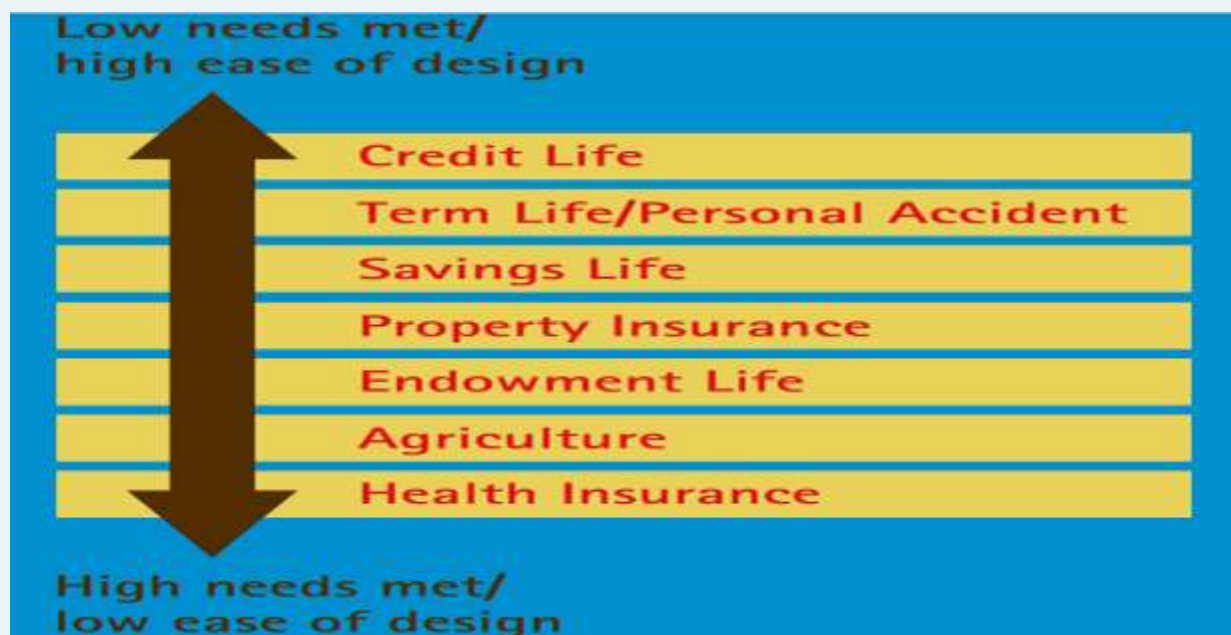 Low needs met/
high ease of design
Credit Life
Term Life/Personal Accident
Savings Life
Property Insurance
Endowment Life
Agriculture
Health Insurance
High needs met/
low ease of design